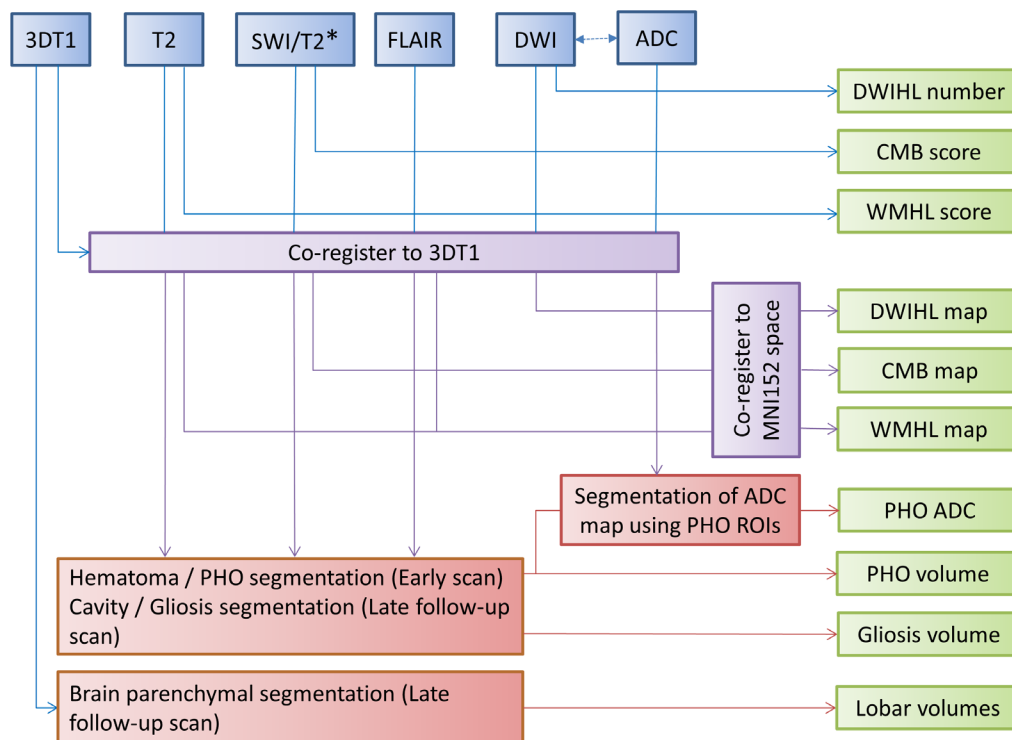 3DT1
T2
SWI/T2*
FLAIR
DWI
ADC
DWIHL number
CMB score
WMHL score
Co-register to 3DT1
Co-register to
MNI152 space
DWIHL map
CMB map
WMHL map
Segmentation of ADC
map using PHO ROIs
PHO ADC
Hematoma / PHO segmentation (Early scan)
Cavity / Gliosis segmentation (Late follow-up
scan)
PHO volume
Gliosis volume
Brain parenchymal segmentation (Late
follow-up scan)
Lobar volumes